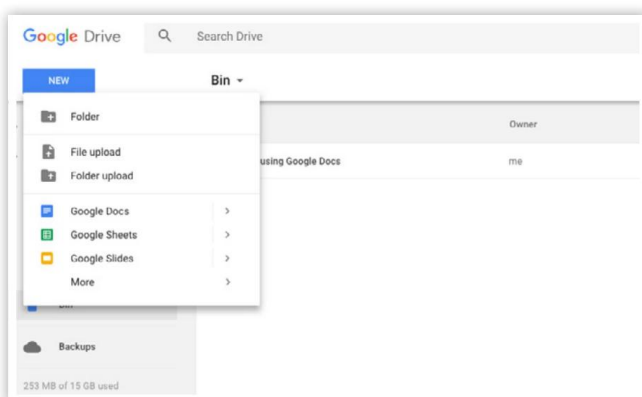 Google Drive
Search Drive
NEW
Bin
Folder
Owner
File upload
using Google Docs
me
Folder upload
Google Docs
Google Sheets
Google Slides
More
Bin
Backups
253 MB of 15 GB used